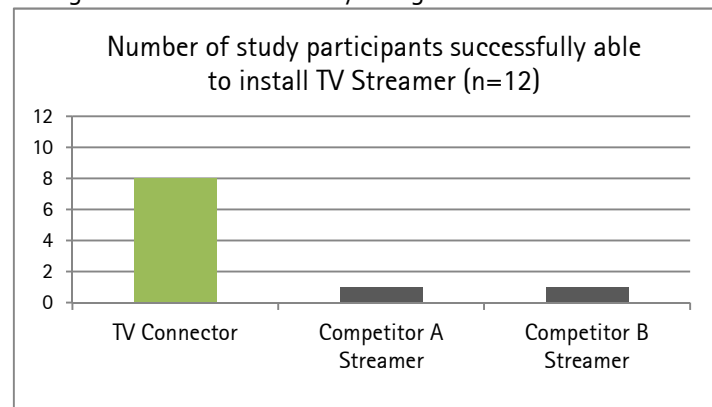 Number of study participants successfully able
to install TV Streamer (n=12)
12
10
8
6
4
2
0
TV Connector
Competitor A
Streamer
Competitor B
Streamer